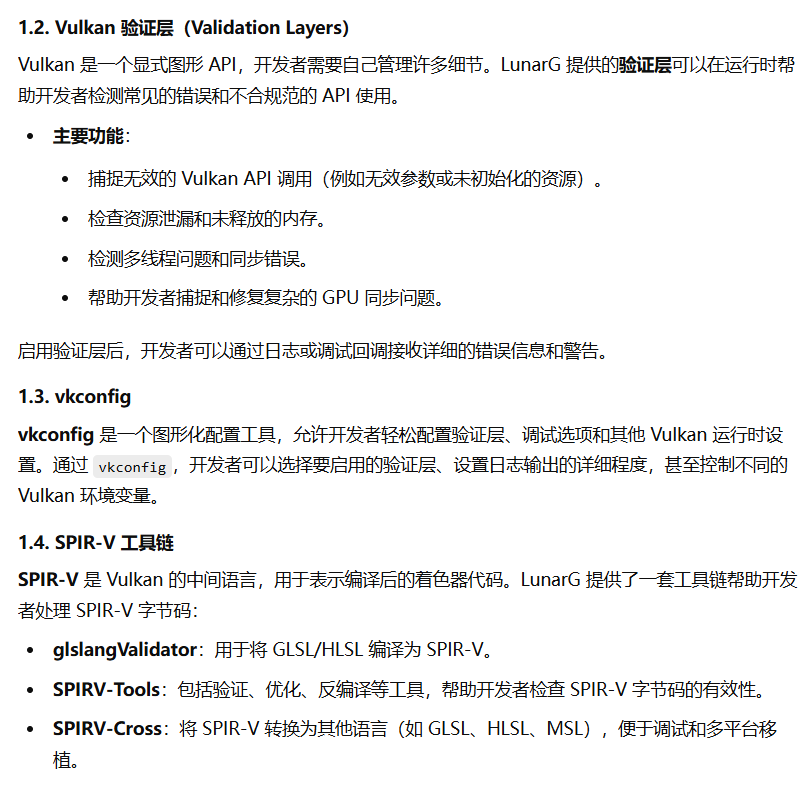 1.2. Vulkan 验证层（Validation Layers）
Vulkan 是一个显式图形 API，开发者需要自己管理许多细节。LunarG 提供的验证层可以在运行时帮
助开发者检测常见的错误和不合规范的 API 使用。
• 主要功能：
• 捕捉无效的 Vulkan API 调用（例如无效参数或未初始化的资源）。
• 检查资源泄漏和未释放的内存。
• 检测多线程问题和同步错误。
• 帮助开发者捕捉和修复复杂的 GPU 同步问题。
启用验证层后，开发者可以通过日志或调试回调接收详细的错误信息和警告。
1.3. vkconfig
vkconfig 是一个图形化配置工具，允许开发者轻松配置验证层、调试选项和其他 Vulkan 运行时设
置。通过 vkconfig，开发者可以选择要启用的验证层、设置日志输出的详细程度，甚至控制不同的
Vulkan 环境变量。
1.4. SPIR-V 工具链
SPIR-V 是 Vulkan 的中间语言，用于表示编译后的着色器代码。LunarG 提供了一套工具链帮助开发
者处理 SPIR-V 字节码：
• glslangValidator：用于将 GLSL/HLSL 编译为 SPIR-V。
• SPIRV-Tools：包括验证、优化、反编译等工具，帮助开发者检查 SPIR-V 字节码的有效性。
• SPIRV-Cross：将 SPIR-V 转换为其他语言（如 GLSL、HLSL、MSL），便于调试和多平台移
植。